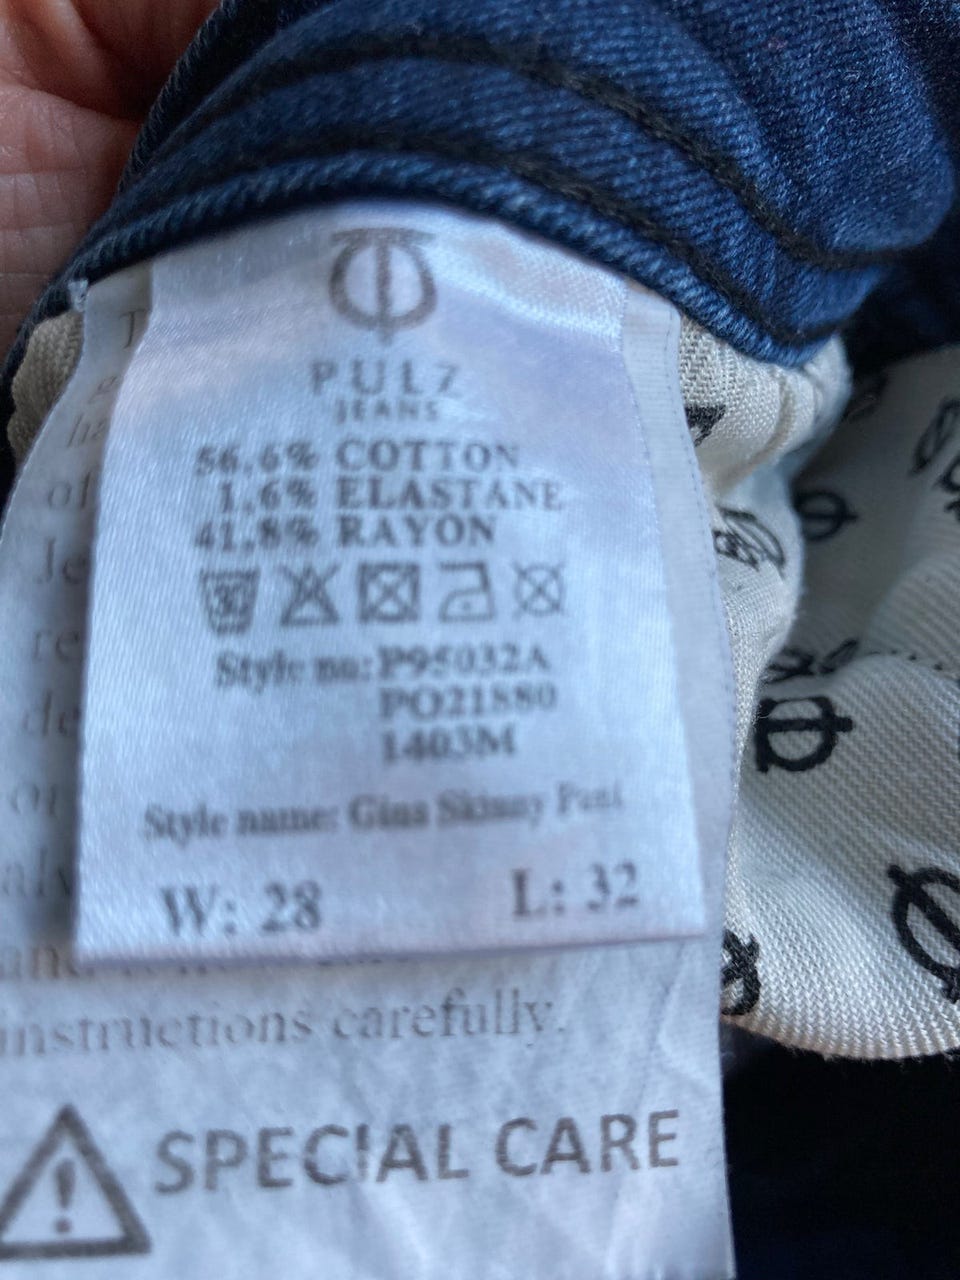 PULZ
JEANS
56.6% COTTON
1.6% ELASTANE
41.8% RAYON
30
Style no: P95032A
PO21880
1403M
Style name: Gina Skinny
W: 28 L: 32
instructions carefully.
SPECIAL CARE